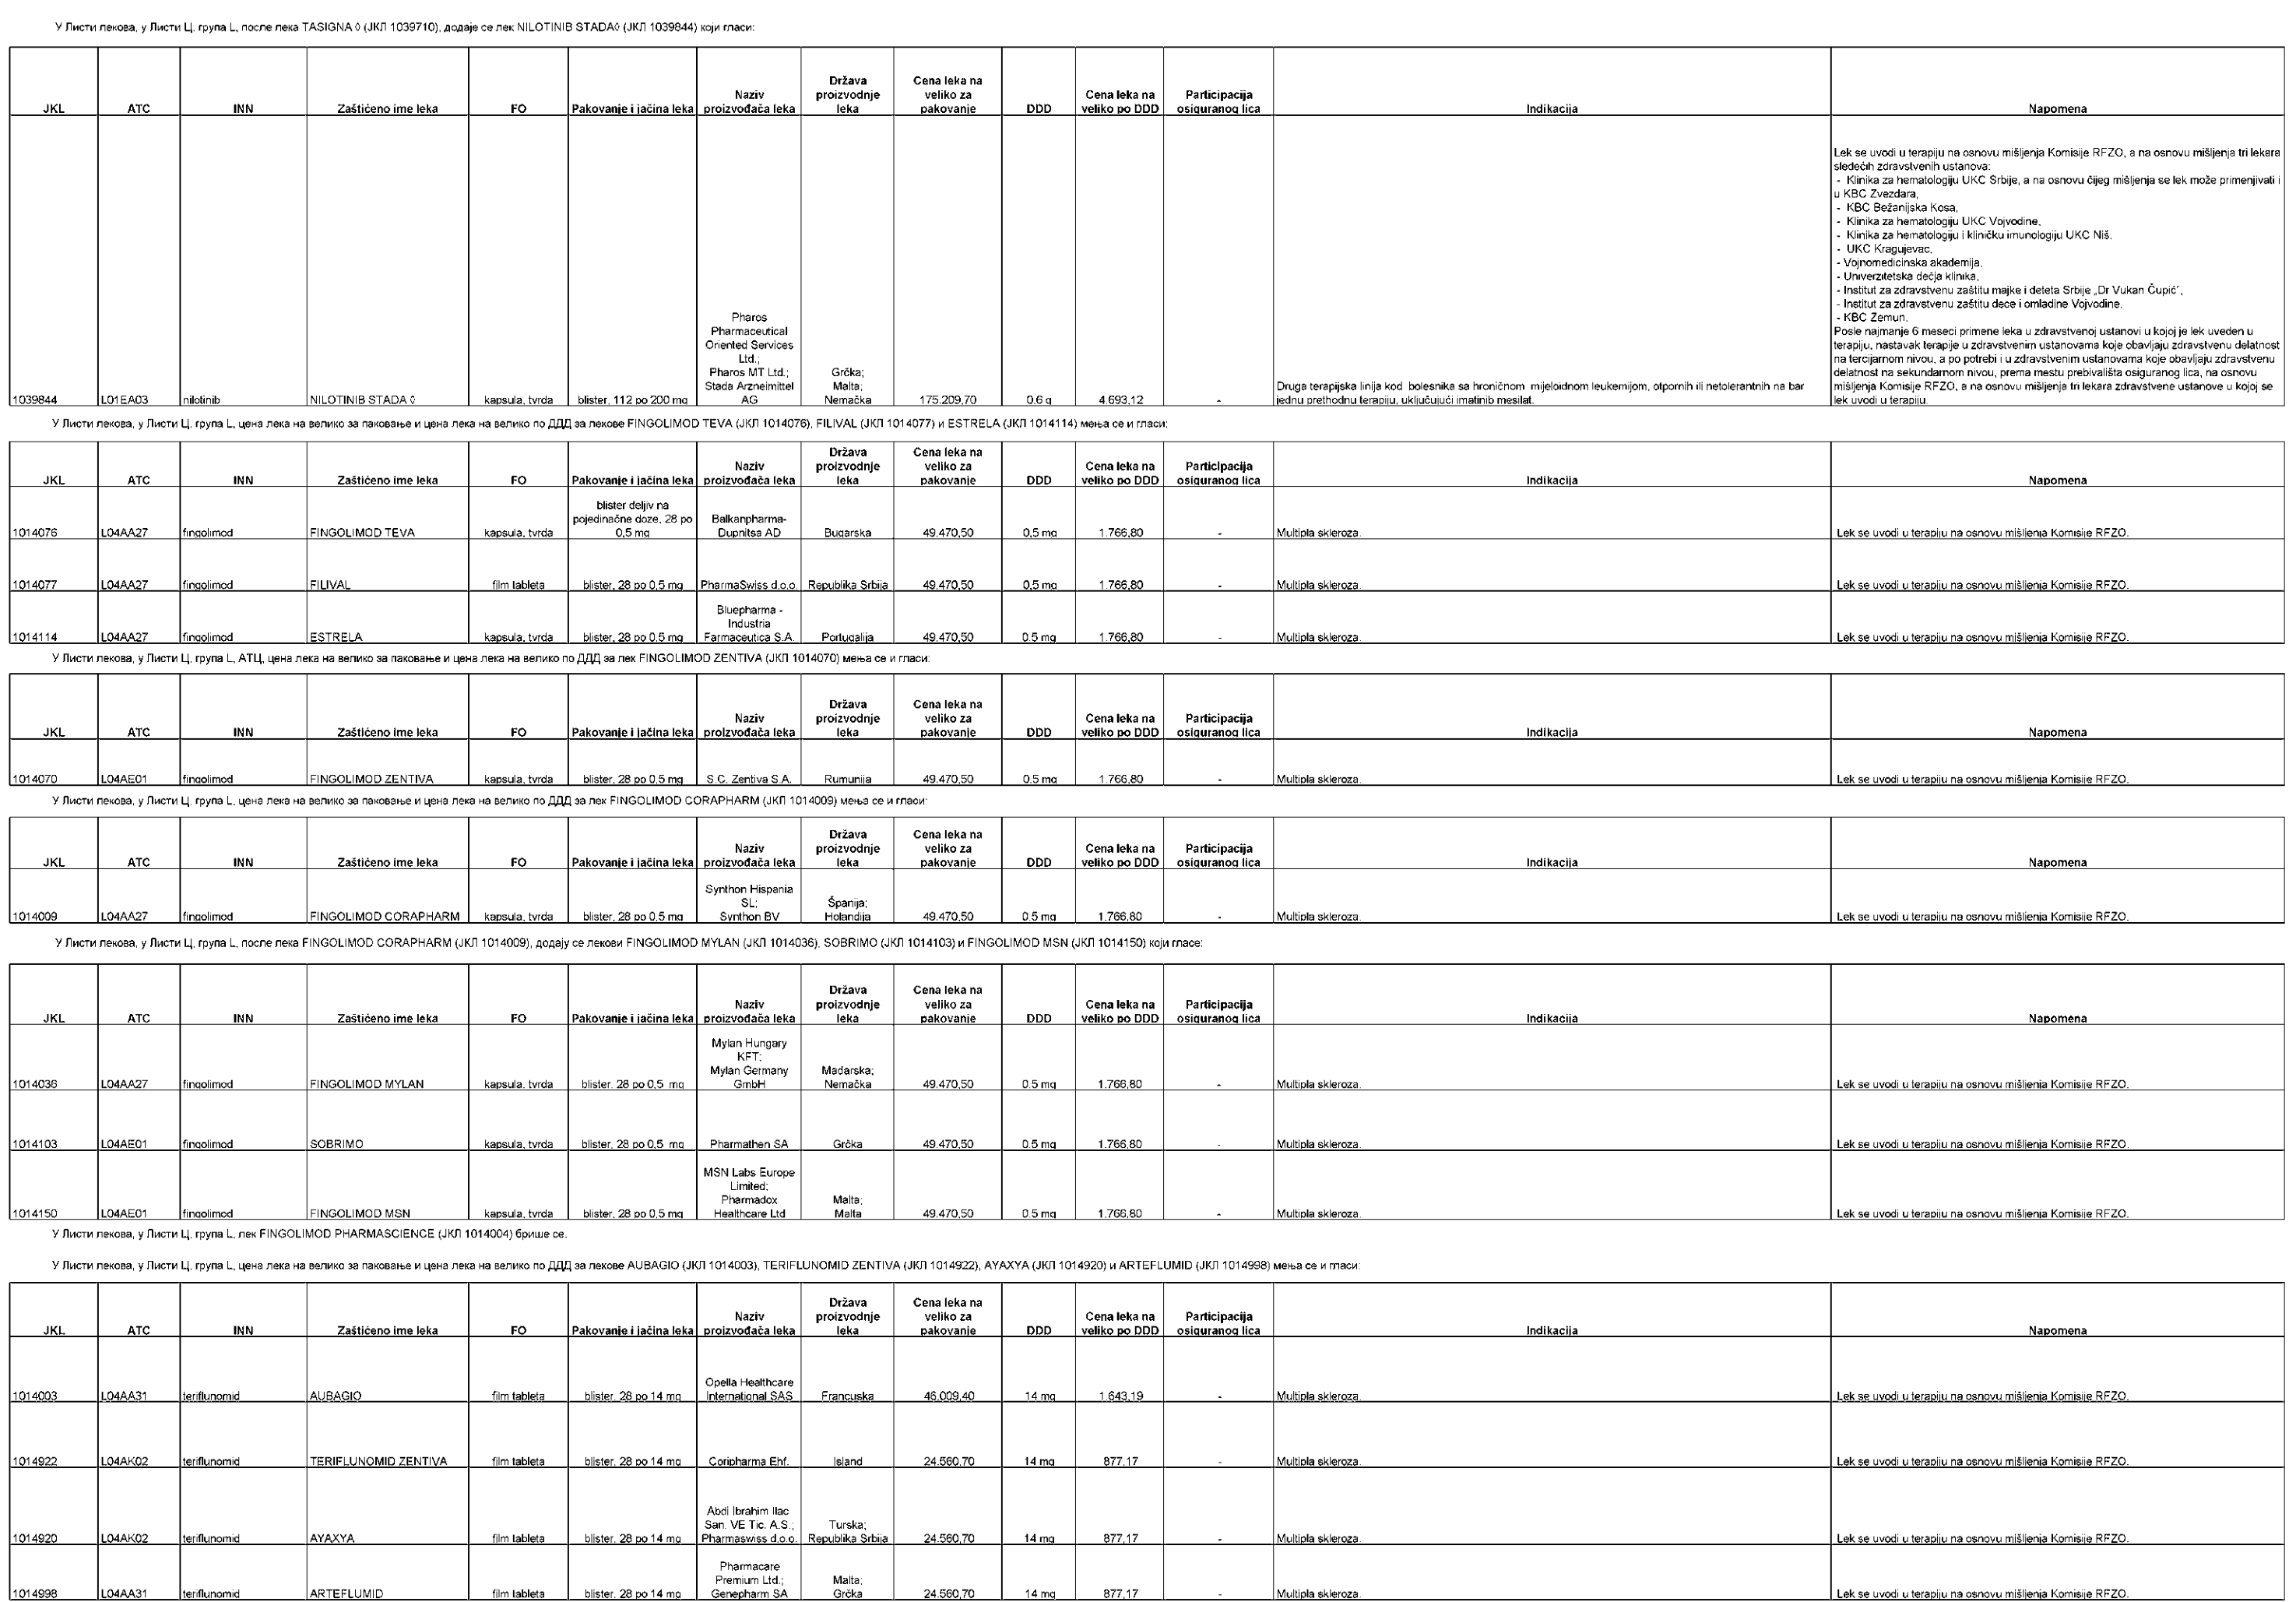 У Листи лекова, у Листи Ц, група L, после лека TASIGNA ◊ (ЈКЛ 1039710), додаје се лек NILOTINIB STADA◊ (ЈКЛ 1039844) који гласи:
JKL ATC INN Zaštićeno ime leka FO Pakovanje i jačina leka Naziv proizvođača leka Država proizvodnje leka Cena leka na veliko za pakovanje DDD Cena leka na veliko po DDD Participacija osiguranog lica Indikacija Napomena
1039844 L01EA03 nilotinib NILOTINIB STADA ◊ kapsula, tvrda blister, 112 po 200 mg
Pharos
Pharmaceutical
Oriented Services
Ltd.;
Pharos MT Ltd.;
Stada Arzneimittel
AG
Grčka;
Malta;
Nemačka
175.209,70 0.6 g 4.693,12 -
Druga terapijska linija kod bolesnika sa hroničnom mijeloidnom leukemijom, otpornih ili netolerantnih na bar
jednu prethodnu terapiju, uključujući imatinib mesilat.
Lek se uvodi u terapiju na osnovu mišljenja Komisije RFZO, a na osnovu mišljenja tri lekara
sledećih zdravstvenih ustanova:
- Klinika za hematologiju UKC Srbije, a na osnovu čijeg mišljenja se lek može primenjivati i
u KBC Zvezdara,
- KBC Bežanijska Kosa,
- Klinika za hematologiju UKC Vojvodine,
- Klinika za hematologiju i kliničku imunologiju UKC Niš,
- UKC Kragujevac,
- Vojnomedicinska akademija,
- Univerzitetska dečja klinika,
- Institut za zdravstvenu zaštitu majke i deteta Srbije „Dr Vukan Čupić“,
- Institut za zdravstvenu zaštitu dece i omladine Vojvodine,
- KBC Zemun.
Posle najmanje 6 meseci primene leka u zdravstvenoj ustanovi u kojoj je lek uveden u
terapiju, nastavak terapije u zdravstvenim ustanovama koje obavljaju zdravstvenu delatnost
na tercijarnom nivou, a po potrebi i u zdravstvenim ustanovama koje obavljaju zdravstvenu
delatnost na sekundarnom nivou, prema mestu prebivališta osiguranog lica, na osnovu
mišljenja Komisije RFZO, a na osnovu mišljenja tri lekara zdravstvene ustanove u kojoj se
lek uvodi u terapiju.
У Листи лекова, у Листи Ц, група L, цена лека на велико за паковање и цена лека на велико по ДДД за лекове FINGOLIMOD TEVA (ЈКЛ 1014076), FILIVAL (ЈКЛ 1014077) и ESTRELA (ЈКЛ 1014114) мења се и гласи:
JKL ATC INN Zaštićeno ime leka FO Pakovanje i jačina leka Naziv proizvođača leka Država proizvodnje leka Cena leka na veliko za pakovanje DDD Cena leka na veliko po DDD Participacija osiguranog lica Indikacija Napomena
1014076 L04AA27 fingolimod FINGOLIMOD TEVA kapsula, tvrda blister deljiv na pojedinačne doze, 28 po 0,5 mg Balkanpharma-Dupnitsa AD Bugarska 49.470,50 0,5 mg 1.766,80 - Multipla skleroza. Lek se uvodi u terapiju na osnovu mišljenja Komisije RFZO.
1014077 L04AA27 fingolimod FILIVAL film tableta blister, 28 po 0,5 mg PharmaSwiss d.o.o. Republika Srbija 49.470,50 0,5 mg 1.766,80 - Multipla skleroza. Lek se uvodi u terapiju na osnovu mišljenja Komisije RFZO.
1014114 L04AA27 fingolimod ESTRELA kapsula, tvrda blister, 28 po 0,5 mg Bluepharma - Industria Farmaceutica S.A. Portugalija 49.470,50 0.5 mg 1.766,80 - Multipla skleroza. Lek se uvodi u terapiju na osnovu mišljenja Komisije RFZO.
У Листи лекова, у Листи Ц, група L, АТЦ, цена лека на велико за паковање и цена лека на велико по ДДД за лек FINGOLIMOD ZENTIVA (ЈКЛ 1014070) мења се и гласи:
JKL ATC INN Zaštićeno ime leka FO Pakovanje i jačina leka Naziv proizvođača leka Država proizvodnje leka Cena leka na veliko za pakovanje DDD Cena leka na veliko po DDD Participacija osiguranog lica Indikacija Napomena
1014070 L04AE01 fingolimod FINGOLIMOD ZENTIVA kapsula, tvrda blister, 28 po 0,5 mg S.C. Zentiva S.A. Rumunija 49.470,50 0.5 mg 1.766,80 - Multipla skleroza. Lek se uvodi u terapiju na osnovu mišljenja Komisije RFZO.
У Листи лекова, у Листи Ц, група L, цена лека на велико за паковање и цена лека на велико по ДДД за лек FINGOLIMOD CORAPHARM (ЈКЛ 1014009) мења се и гласи:
JKL ATC INN Zaštićeno ime leka FO Pakovanje i jačina leka Naziv proizvođača leka Država proizvodnje leka Cena leka na veliko za pakovanje DDD Cena leka na veliko po DDD Participacija osiguranog lica Indikacija Napomena
1014009 L04AA27 fingolimod FINGOLIMOD CORAPHARM kapsula, tvrda blister, 28 po 0,5 mg Synthon Hispania SL; Synthon BV Španija; Holandija 49.470,50 0.5 mg 1.766,80 - Multipla skleroza. Lek se uvodi u terapiju na osnovu mišljenja Komisije RFZO.
У Листи лекова, у Листи Ц, група L, после лека FINGOLIMOD CORAPHARM (ЈКЛ 1014009), додају се лекови FINGOLIMOD MYLAN (ЈКЛ 1014036), SOBRIMO (ЈКЛ 1014103) и FINGOLIMOD MSN (ЈКЛ 1014150) који гласе:
JKL ATC INN Zaštićeno ime leka FO Pakovanje i jačina leka Naziv proizvođača leka Država proizvodnje leka Cena leka na veliko za pakovanje DDD Cena leka na veliko po DDD Participacija osiguranog lica Indikacija Napomena
1014036 L04AA27 fingolimod FINGOLIMOD MYLAN kapsula, tvrda blister, 28 po 0,5 mg Mylan Hungary KFT; Mylan Germany GmbH Mađarska; Nemačka 49.470,50 0.5 mg 1.766,80 - Multipla skleroza. Lek se uvodi u terapiju na osnovu mišljenja Komisije RFZO.
1014103 L04AE01 fingolimod SOBRIMO kapsula, tvrda blister, 28 po 0,5 mg Pharmathen SA Grčka 49.470,50 0.5 mg 1.766,80 - Multipla skleroza. Lek se uvodi u terapiju na osnovu mišljenja Komisije RFZO.
1014150 L04AE01 fingolimod FINGOLIMOD MSN kapsula, tvrda blister, 28 po 0,5 mg MSN Labs Europe Limited; Pharmadox Healthcare Ltd Malta; Malta 49.470,50 0.5 mg 1.766,80 - Multipla skleroza. Lek se uvodi u terapiju na osnovu mišljenja Komisije RFZO.
У Листи лекова, у Листи Ц, група L, лек FINGOLIMOD PHARMASCIENCE (ЈКЛ 1014004) брише се.
У Листи лекова, у Листи Ц, група L, цена лека на велико за паковање и цена лека на велико по ДДД за лекове AUBAGIO (ЈКЛ 1014003), TERIFLUNOMID ZENTIVA (ЈКЛ 1014922), AYAXYA (ЈКЛ 1014920) и ARTEFLUMID (ЈКЛ 1014998) мења се и гласи:
JKL ATC INN Zaštićeno ime leka FO Pakovanje i jačina leka Naziv proizvođača leka Država proizvodnje leka Cena leka na veliko za pakovanje DDD Cena leka na veliko po DDD Participacija osiguranog lica Indikacija Napomena
1014003 L04AA31 teriflunomid AUBAGIO film tableta blister, 28 po 14 mg Opella Healthcare International SAS Francuska 46.009,40 14 mg 1.643,19 - Multipla skleroza. Lek se uvodi u terapiju na osnovu mišljenja Komisije RFZO.
1014922 L04AK02 teriflunomid TERIFLUNOMID ZENTIVA film tableta blister, 28 po 14 mg Coripharma Ehf. Island 24.560,70 14 mg 877,17 - Multipla skleroza. Lek se uvodi u terapiju na osnovu mišljenja Komisije RFZO.
1014920 L04AK02 teriflunomid AYAXYA film tableta blister, 28 po 14 mg Abdi Ibrahim Ilac San. VE Tic. A.S.; Pharmaswiss d.o.o. Turska; Republika Srbija 24.560,70 14 mg 877,17 - Multipla skleroza. Lek se uvodi u terapiju na osnovu mišljenja Komisije RFZO.
1014998 L04AA31 teriflunomid ARTEFLUMID film tableta blister, 28 po 14 mg Pharmacare Premium Ltd.; Genepharm SA Malta; Grčka 24.560,70 14 mg 877,17 - Multipla skleroza. Lek se uvodi u terapiju na osnovu mišljenja Komisije RFZO.